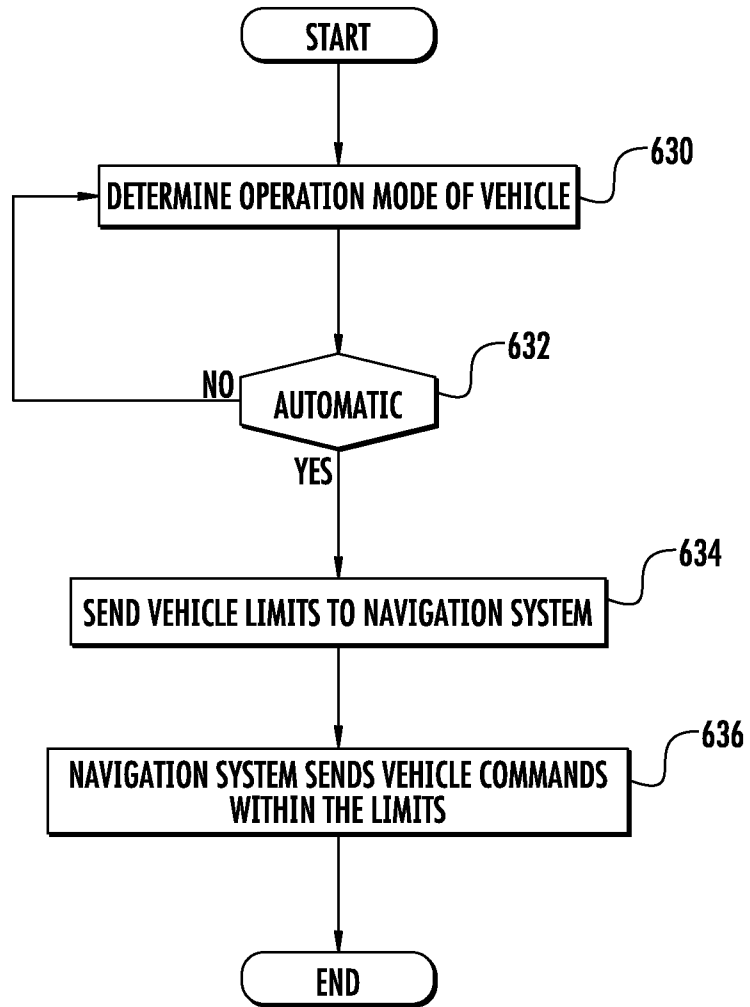 START
DETERMINE OPERATION MODE OF VEHICLE
630
632
NO
AUTOMATIC
YES
634
SEND VEHICLE LIMITS TO NAVIGATION SYSTEM
636
NAVIGATION SYSTEM SENDS VEHICLE COMMANDS
WITHIN THE LIMITS
END